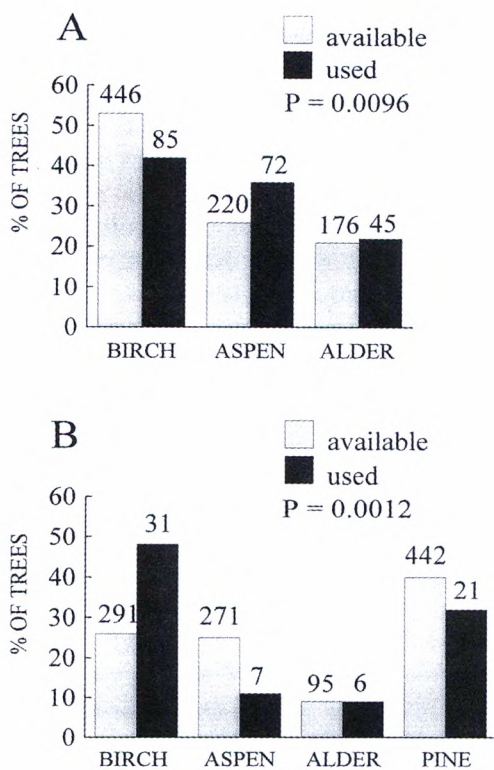 A
available
used
P = 0.0096
% OF TREES
60
50
40
30
20
10
0
446
85
220
72
176 45
BIRCH ASPEN ALDER
B
available
used
P = 0.0012
% OF TREES
60
50
40
30
20
10
0
291
31
271
7
95 6
442
21
BIRCH ASPEN ALDER PINE